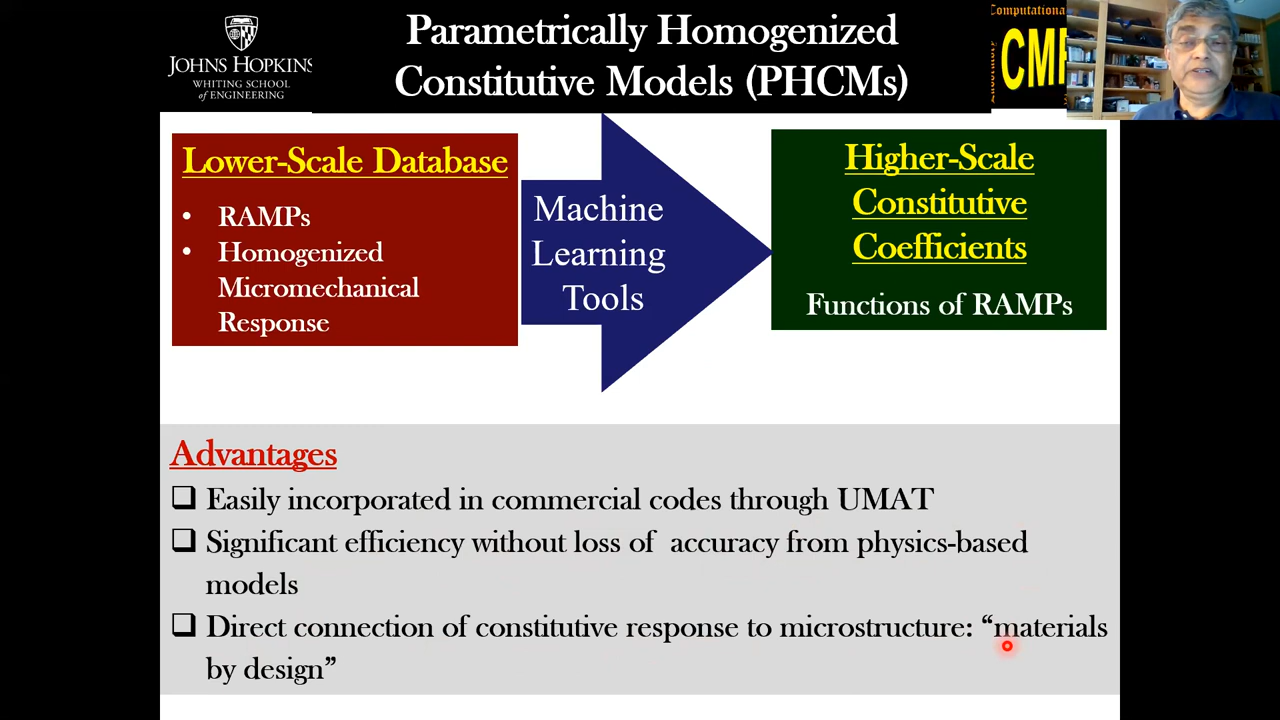 JOHNS HOPKINS
WHITING SCHOOL
of ENGINEERING
Parametrically Homogenized
Constitutive Models (PHCMs)
Computational
Lower-Scale Database
• RAMPs
• Homogenized
Micromechanical
Response
Machine
Learning
Tools
Higher-Scale
Constitutive
Coefficients
Functions of RAMPs
Advantages
❑ Easily incorporated in commercial codes through UMAT
❑ Significant efficiency without loss of accuracy from physics-based
models
❑ Direct connection of constitutive response to microstructure: “materials
by design”